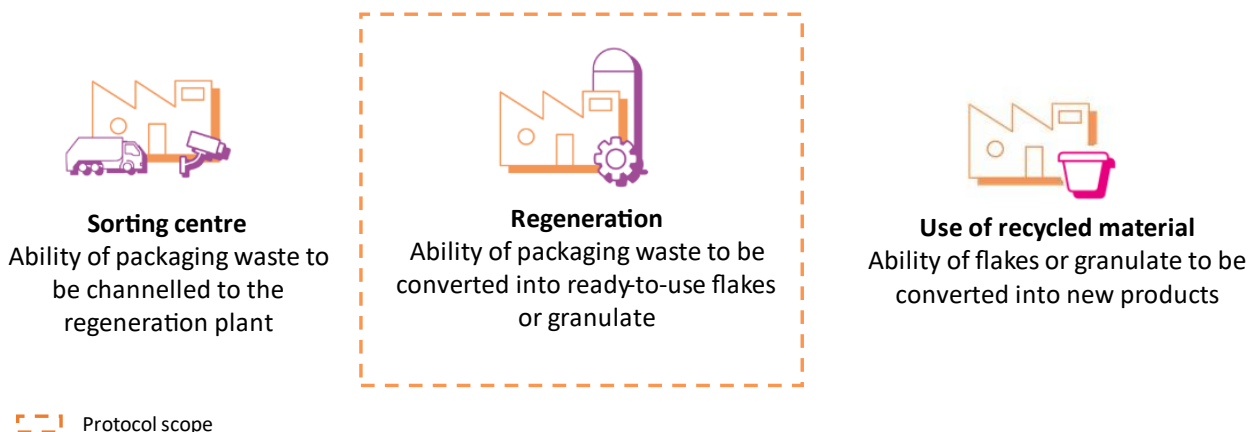 Sorting centre
Ability of packaging waste to
be channelled to the
regeneration plant
Regeneration
Ability of packaging waste to be
converted into ready-to-use flakes
or granulate
Use of recycled material
Ability of flakes or granulate to be
converted into new products
Protocol scope